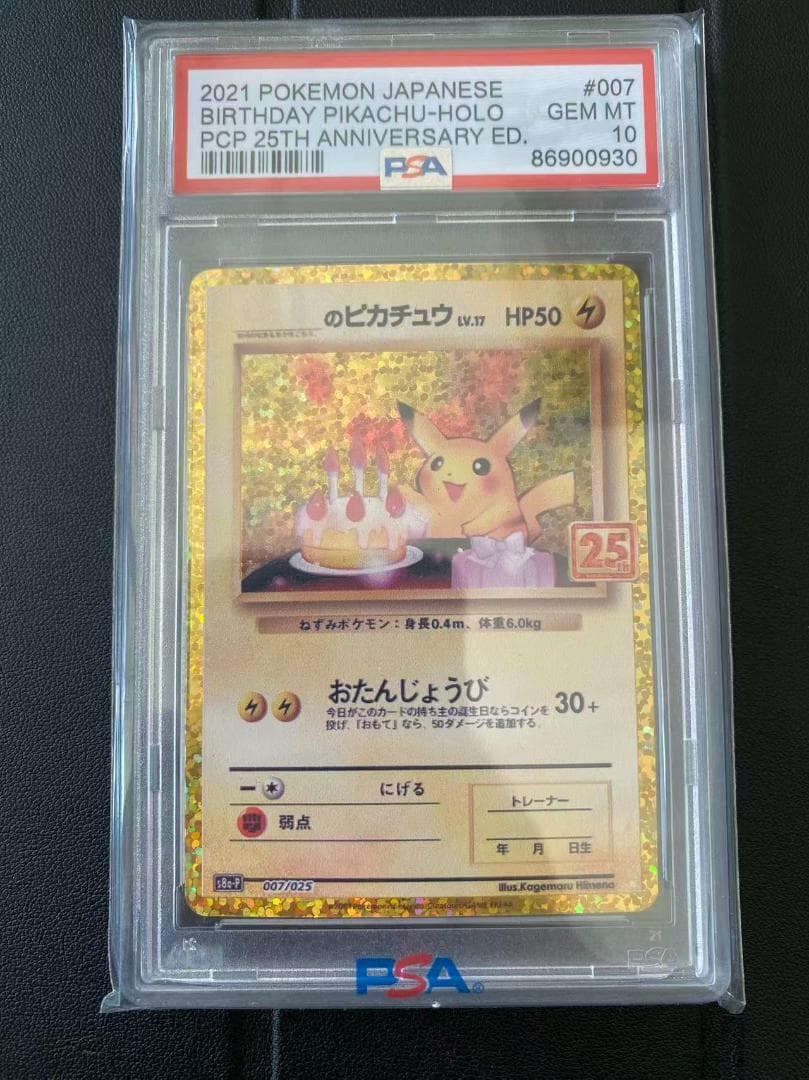 2021 POKEMON JAPANESE #007
BIRTHDAY PIKACHU-HOLO GEM MT
PCP 25TH ANNIVERSARY ED. 10
PSA 86900930
のピカチュウ LV.17 HP50
25th
ねずみポケモン：身長0.4m、体重6.0kg
おたんじょうび 30+
今日がこのカードの持ち主の誕生日ならコインを
投げ、「おもて」なら、50ダメージを追加する。
にげる
弱点
トレーナー
年 月 日生
s8a-P 007/025 Illus.Kagemaru Himeno
PSA